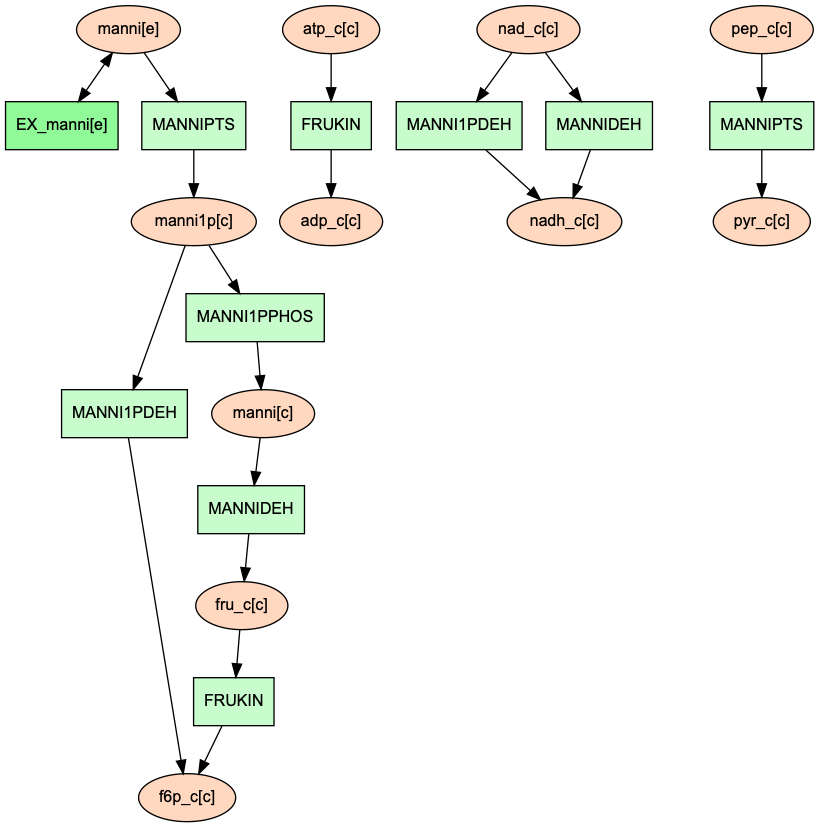 manni[e]
atp_c[c]
nad_c[c]
pep_c[c]
EX_manni[e]
MANNIPTS
FRUKIN
MANNI1PDEH
MANNIDEH
MANNIPTS
manni1p[c]
adp_c[c]
nadh_c[c]
pyr_c[c]
MANNI1PPHOS
MANNI1PDEH
manni[c]
MANNIDEH
fru_c[c]
FRUKIN
f6p_c[c]